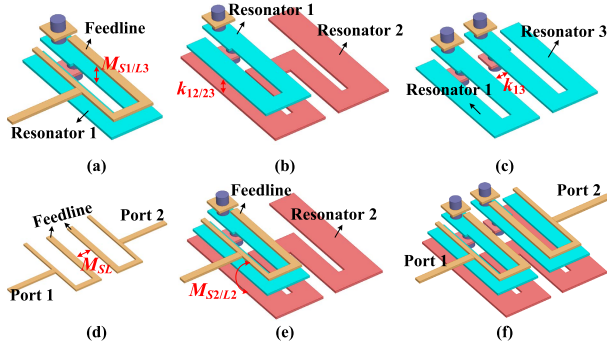 Feedline
M_{S1/L3}
Resonator 1
(a)
Resonator 1
Resonator 2
k_{12/23}
(b)
Resonator 3
k_{13}
Resonator 1
(c)
Feedline
Port 2
M_{SL}
Port 1
(d)
Feedline
Resonator 2
M_{S2/L2}
(e)
Port 2
Port 1
(f)